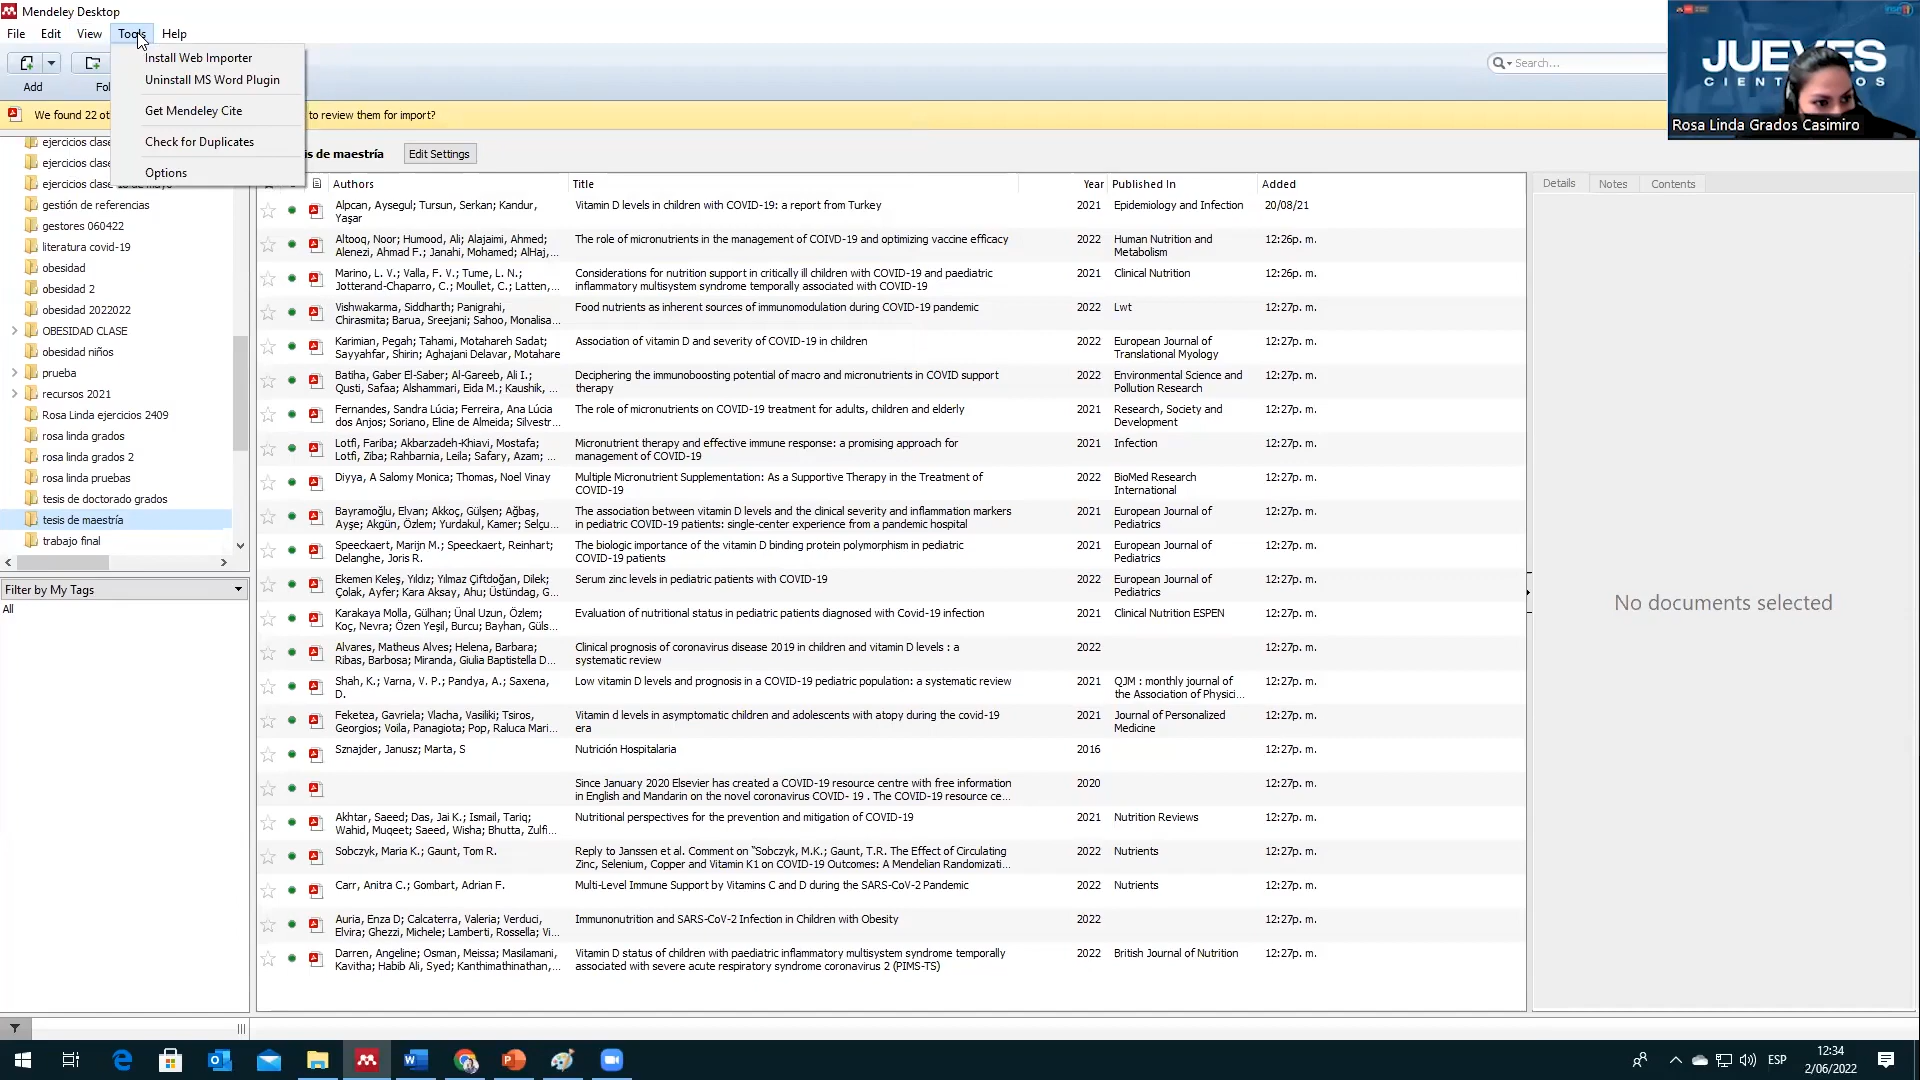 Mendeley Desktop
File Edit View Tools Help
Install Web Importer
Uninstall MS Word Plugin
Get Mendeley Cite
Check for Duplicates
Options
Add
Search...
We found 22 ot
to review them for import?
is de maestría
Edit Settings
ejercicios clase
ejercicios clase
ejercicios clase
gestión de referencias
gestores 060422
literatura covid-19
obesidad
obesidad 2
obesidad 2022022
OBESIDAD CLASE
obesidad niños
prueba
recursos 2021
Rosa Linda ejercicios 2409
rosa linda grados
rosa linda grados 2
rosa linda pruebas
tesis de doctorado grados
tesis de maestría
trabajo final
Filter by My Tags
All
Authors Title Year Published In Added
Alpcan, Aysegul; Tursun, Serkan; Kandur, Vitamin D levels in children with COVID-19: a report from Turkey 2021 Epidemiology and Infection 20/08/21
Yaşar
Altooq, Noor; Humood, Ali; Alajaimi, Ahmed; The role of micronutrients in the management of COIVD-19 and optimizing vaccine efficacy 2022 Human Nutrition and 12:26p. m.
Alenezi, Ahmad F.; Janahi, Mohamed; AlHaj,... Metabolism
Marino, L. V.; Valla, F. V.; Tume, L. N.; Considerations for nutrition support in critically ill children with COVID-19 and paediatric 2021 Clinical Nutrition 12:26p. m.
Jotterand-Chaparro, C.; Moullet, C.; Latten,... inflammatory multisystem syndrome temporally associated with COVID-19
Vishwakarma, Siddharth; Panigrahi, Food nutrients as inherent sources of immunomodulation during COVID-19 pandemic 2022 Lwt 12:27p. m.
Chirasmita; Barua, Sreejani; Sahoo, Monalisa...
Karimian, Pegah; Tahami, Motahareh Sadat; Association of vitamin D and severity of COVID-19 in children 2022 European Journal of 12:27p. m.
Sayyahfar, Shirin; Aghajani Delavar, Motahare Translational Myology
Batiha, Gaber El-Saber; Al-Gareeb, Ali I.; Deciphering the immunoboosting potential of macro and micronutrients in COVID support 2022 Environmental Science and 12:27p. m.
Qusti, Safaa; Alshammari, Eida M.; Kaushik, ... therapy Pollution Research
Fernandes, Sandra Lúcia; Ferreira, Ana Lúcia The role of micronutrients on COVID-19 treatment for adults, children and elderly 2021 Research, Society and 12:27p. m.
dos Anjos; Soriano, Eline de Almeida; Silvestr... Development
Lotfi, Fariba; Akbarzadeh-Khiavi, Mostafa; Micronutrient therapy and effective immune response: a promising approach for 2021 Infection 12:27p. m.
Lotfi, Ziba; Rahbarnia, Leila; Safary, Azam; ... management of COVID-19
Diyya, A Salomy Monica; Thomas, Noel Vinay Multiple Micronutrient Supplementation: As a Supportive Therapy in the Treatment of 2022 BioMed Research 12:27p. m.
COVID-19 International
Bayramoğlu, Elvan; Akkoç, Gülşen; Ağbaş, The association between vitamin D levels and the clinical severity and inflammation markers 2021 European Journal of 12:27p. m.
Ayşe; Akgün, Özlem; Yurdakul, Kamer; Selçu... in pediatric COVID-19 patients: single-center experience from a pandemic hospital Pediatrics
Speeckaert, Marijn M.; Speeckaert, Reinhart; The biologic importance of the vitamin D binding protein polymorphism in pediatric 2021 European Journal of 12:27p. m.
Delanghe, Joris R. COVID-19 patients Pediatrics
Ekemen Keleş, Yıldız; Yılmaz Çiftdoğan, Dilek; Serum zinc levels in pediatric patients with COVID-19 2022 European Journal of 12:27p. m.
Çolak, Ayfer; Kara Aksay, Ahu; Üstündag, G... Pediatrics
Karakaya Molla, Gülhan; Ünal Uzun, Özlem; Evaluation of nutritional status in pediatric patients diagnosed with Covid-19 infection 2021 Clinical Nutrition ESPEN 12:27p. m.
Koç, Nevra; Özen Yeşil, Burcu; Bayhan, Güls...
Alvares, Matheus Alves; Helena, Barbara; Clinical prognosis of coronavirus disease 2019 in children and vitamin D levels : a 2022 12:27p. m.
Ribas, Barbosa; Miranda, Giulia Baptistella D... systematic review
Shah, K.; Varna, V. P.; Pandya, A.; Saxena, Low vitamin D levels and prognosis in a COVID-19 pediatric population: a systematic review 2021 QJM : monthly journal of 12:27p. m.
D. the Association of Physici...
Feketea, Gavriela; Vlacha, Vasiliki; Tsiros, Vitamin d levels in asymptomatic children and adolescents with atopy during the covid-19 2021 Journal of Personalized 12:27p. m.
Georgios; Voila, Panagiota; Pop, Raluca Mari... era Medicine
Sznajder, Janusz; Marta, S Nutrición Hospitalaria 2016 12:27p. m.
Since January 2020 Elsevier has created a COVID-19 resource centre with free information 2020 12:27p. m.
in English and Mandarin on the novel coronavirus COVID- 19 . The COVID-19 resource ce...
Akhtar, Saeed; Das, Jai K.; Ismail, Tariq; Nutritional perspectives for the prevention and mitigation of COVID-19 2021 Nutrition Reviews 12:27p. m.
Wahid, Muqeet; Saeed, Wisha; Bhutta, Zulfi...
Sobczyk, Maria K.; Gaunt, Tom R. Reply to Janssen et al. Comment on “Sobczyk, M.K.; Gaunt, T.R. The Effect of Circulating 2022 Nutrients 12:27p. m.
Zinc, Selenium, Copper and Vitamin K1 on COVID-19 Outcomes: A Mendelian Randomizati...
Carr, Anitra C.; Gombart, Adrian F. Multi-Level Immune Support by Vitamins C and D during the SARS-CoV-2 Pandemic 2022 Nutrients 12:27p. m.
Auria, Enza D; Calcaterra, Valeria; Verduci, Immunonutrition and SARS-CoV-2 Infection in Children with Obesity 2022 12:27p. m.
Elvira; Ghezzi, Michele; Lamberti, Rossella; Vi...
Darren, Angeline; Osman, Meissa; Masilamani, Vitamin D status of children with paediatric inflammatory multisystem syndrome temporally 2022 British Journal of Nutrition 12:27p. m.
Kavitha; Habib Ali, Syed; Kanthimathinathan,... associated with severe acute respiratory syndrome coronavirus 2 (PIMS-TS)
Details Notes Contents
No documents selected
JUEVES
Rosa Linda Grados Casimiro
ESP
12:34
2/06/2022